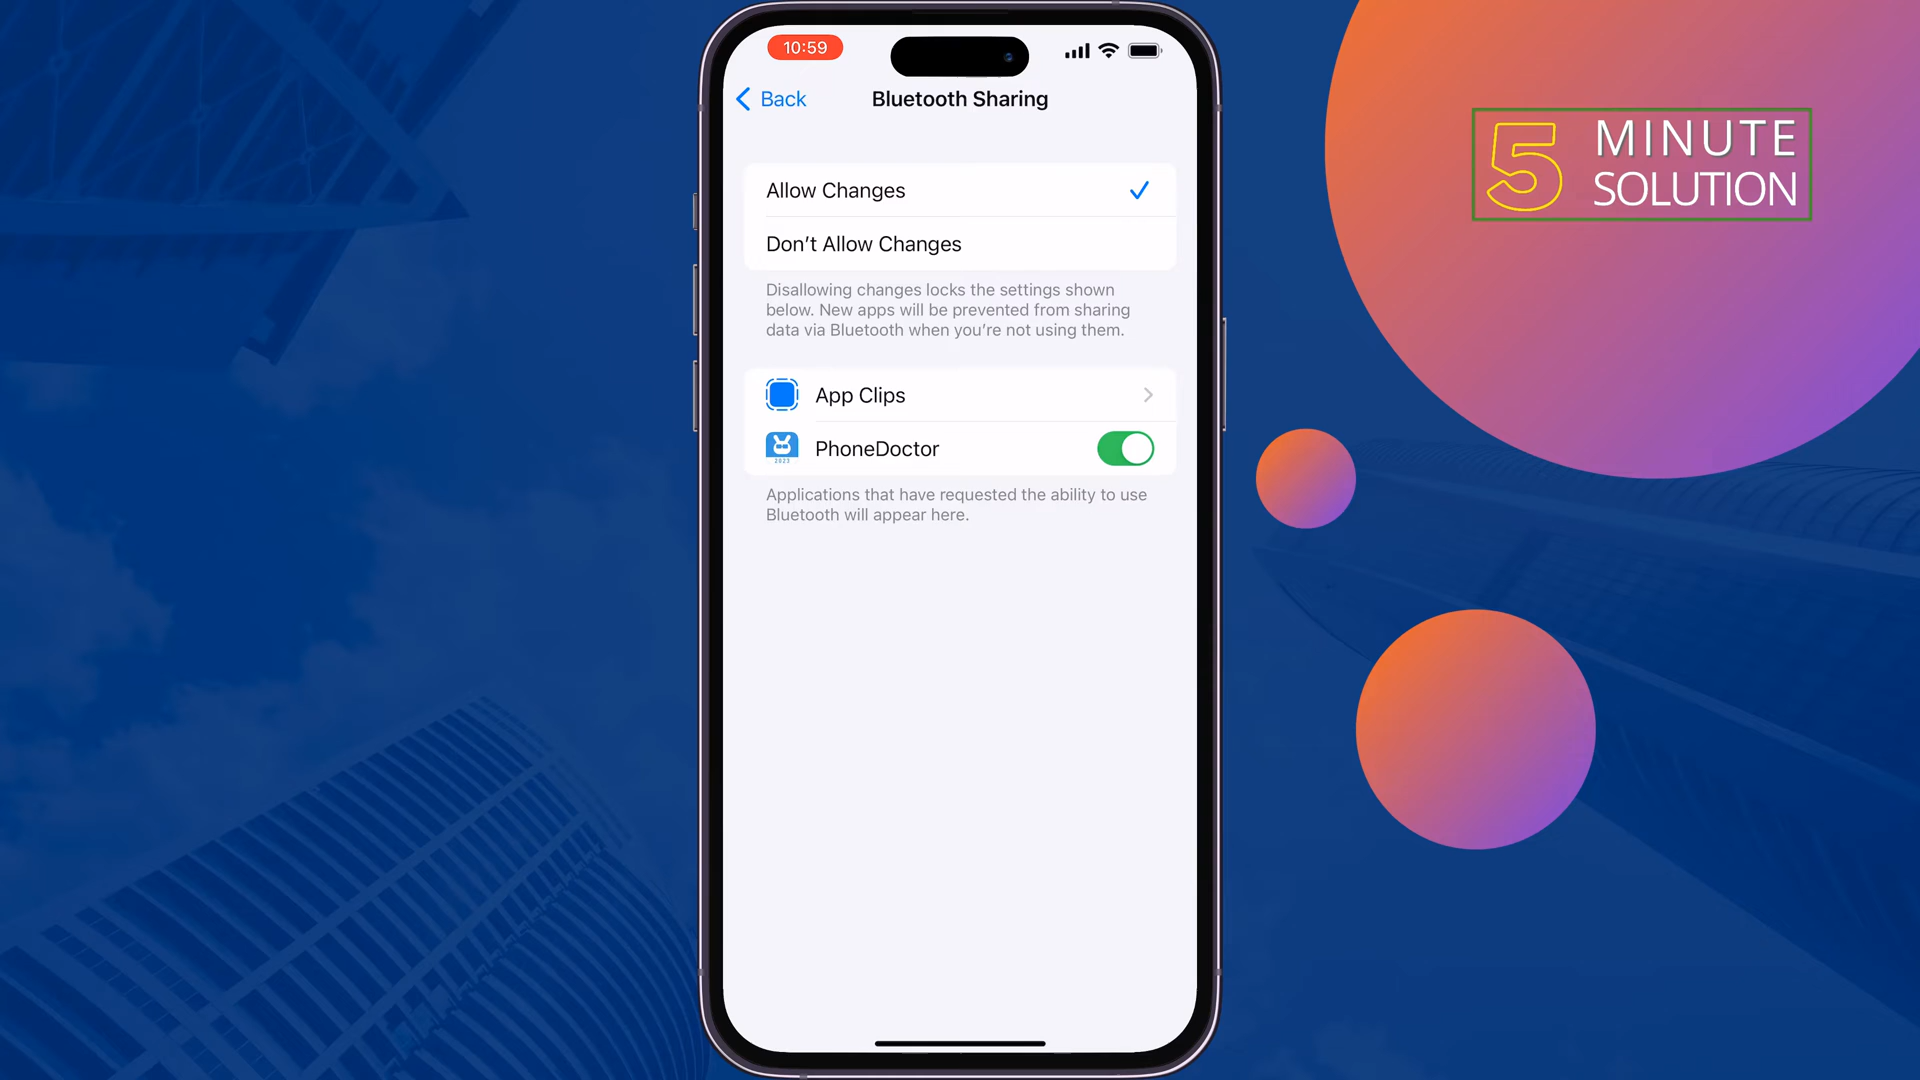 10:59
Back
Bluetooth Sharing
5 MINUTE
SOLUTION
Allow Changes
Don’t Allow Changes
Disallowing changes locks the settings shown
below. New apps will be prevented from sharing
data via Bluetooth when you’re not using them.
App Clips
2023
PhoneDoctor
Applications that have requested the ability to use
Bluetooth will appear here.